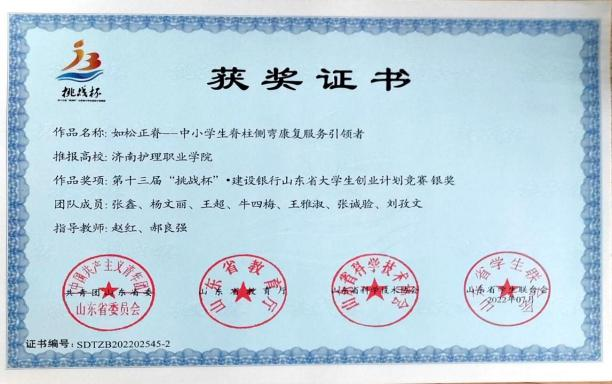 挑战杯
获奖证书
作品名称: 如松正脊——中小学生脊柱侧弯康复服务引领者
推报高校: 济南护理职业学院
作品奖项: 第十三届“挑战杯”·建设银行山东省大学生创业计划竞赛 银奖
团队成员: 张鑫、杨文丽、王超、牛四梅、王雅淑、张诚验、刘孜文
指导教师: 赵红、郝良强
中国共产主义青年团
山东省委员会
共青团山东省委
山东省教育厅
山东省教育厅
山东省科学技术协会
山东省科学技术协会
山东省学生联合会
山东省学生联合会
2022年07月
证书编号: SDTZB202202545-2